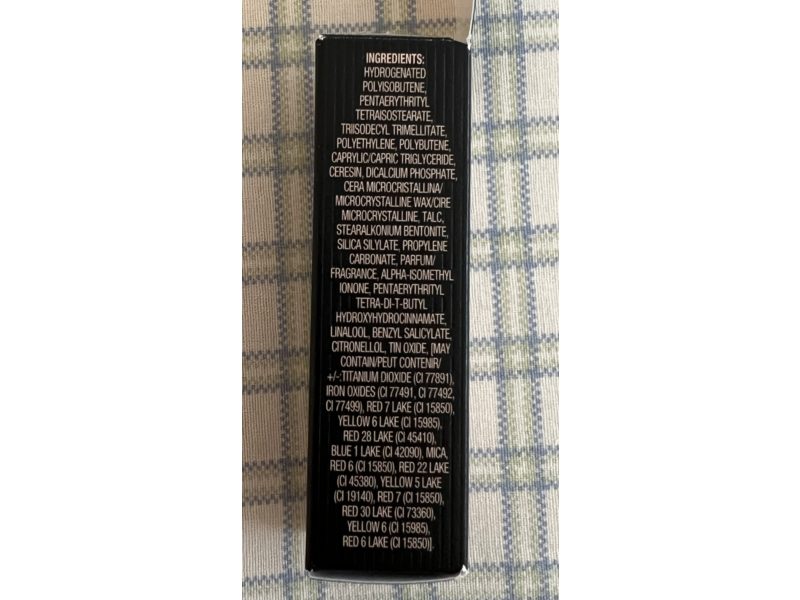 INGREDIENTS:
HYDROGENATED
POLYISOBUTENE,
PENTAERYTHRITYL
TETRAISOSTEARATE,
TRIISODECYL TRIMELLITATE,
POLYETHYLENE, POLYBUTENE,
CAPRYLIC/CAPRIC TRIGLYCERIDE,
CERESIN, DICALCIUM PHOSPHATE,
CERA MICROCRISTALLINA/
MICROCRYSTALLINE WAX/CIRE
MICROCRYSTALLINE, TALC,
STEARALKONIUM BENTONITE,
SILICA SILYLATE, PROPYLENE
CARBONATE, PARFUM/
FRAGRANCE, ALPHA-ISOMETHYL
IONONE, PENTAERYTHRITYL
TETRA-DI-T-BUTYL
HYDROXYHYDROCINNAMATE,
LINALOOL, BENZYL SALICYLATE,
CITRONELLOL, TIN OXIDE, [MAY
CONTAIN/PEUT CONTENIR/
+/-:TITANIUM DIOXIDE (CI 77891),
IRON OXIDES (CI 77491, CI 77492,
CI 77499), RED 7 LAKE (CI 15850),
YELLOW 6 LAKE (CI 15985),
RED 28 LAKE (CI 45410),
BLUE 1 LAKE (CI 42090), MICA,
RED 6 (CI 15850), RED 22 LAKE
(CI 45380), YELLOW 5 LAKE
(CI 19140), RED 7 (CI 15850),
RED 30 LAKE (CI 73360),
YELLOW 6 (CI 15985),
RED 6 LAKE (CI 15850)].